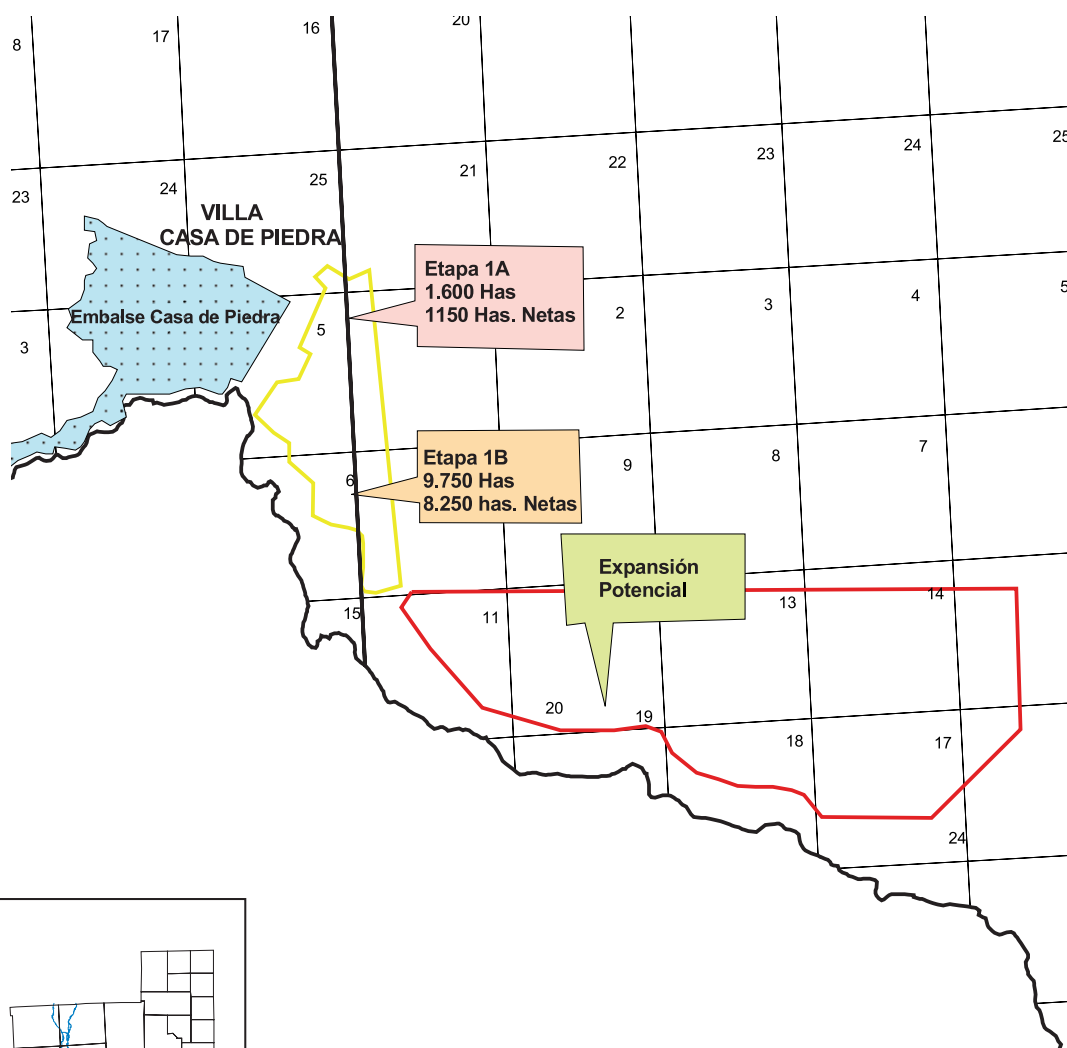 20
16
17
8
25
24
23
22
21
25
24
23
VILLA
CASA DE PIEDRA
Etapa 1A
1.600 Has
1150 Has. Netas
5
4
3
2
Embalse Casa de Piedra
5
3
7
8
9
Etapa 1B
9.750 Has
8.250 has. Netas
6
Expansión
Potencial
14
13
11
15
20
19
18
17
24